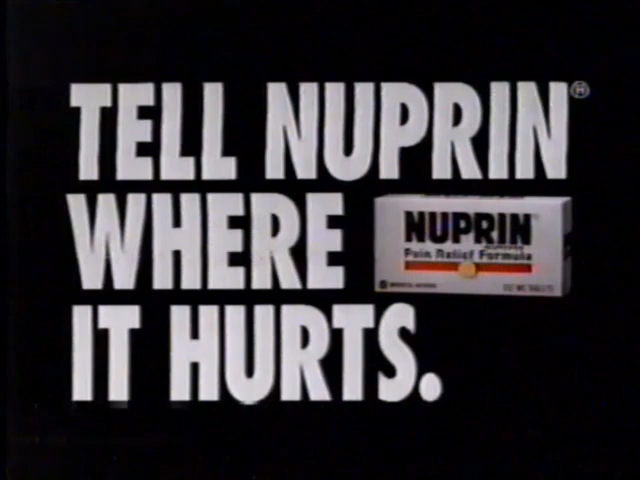 TELL NUPRIN®
WHERE
IT HURTS.
NUPRIN
Pain Relief Formula